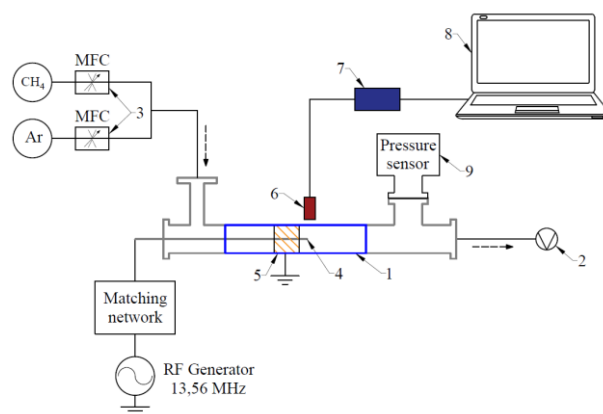 8
MFC
7
CH₄
3
MFC
Ar
Pressure
sensor
9
6
5
4
1
2
Matching
network
RF Generator
13,56 MHz